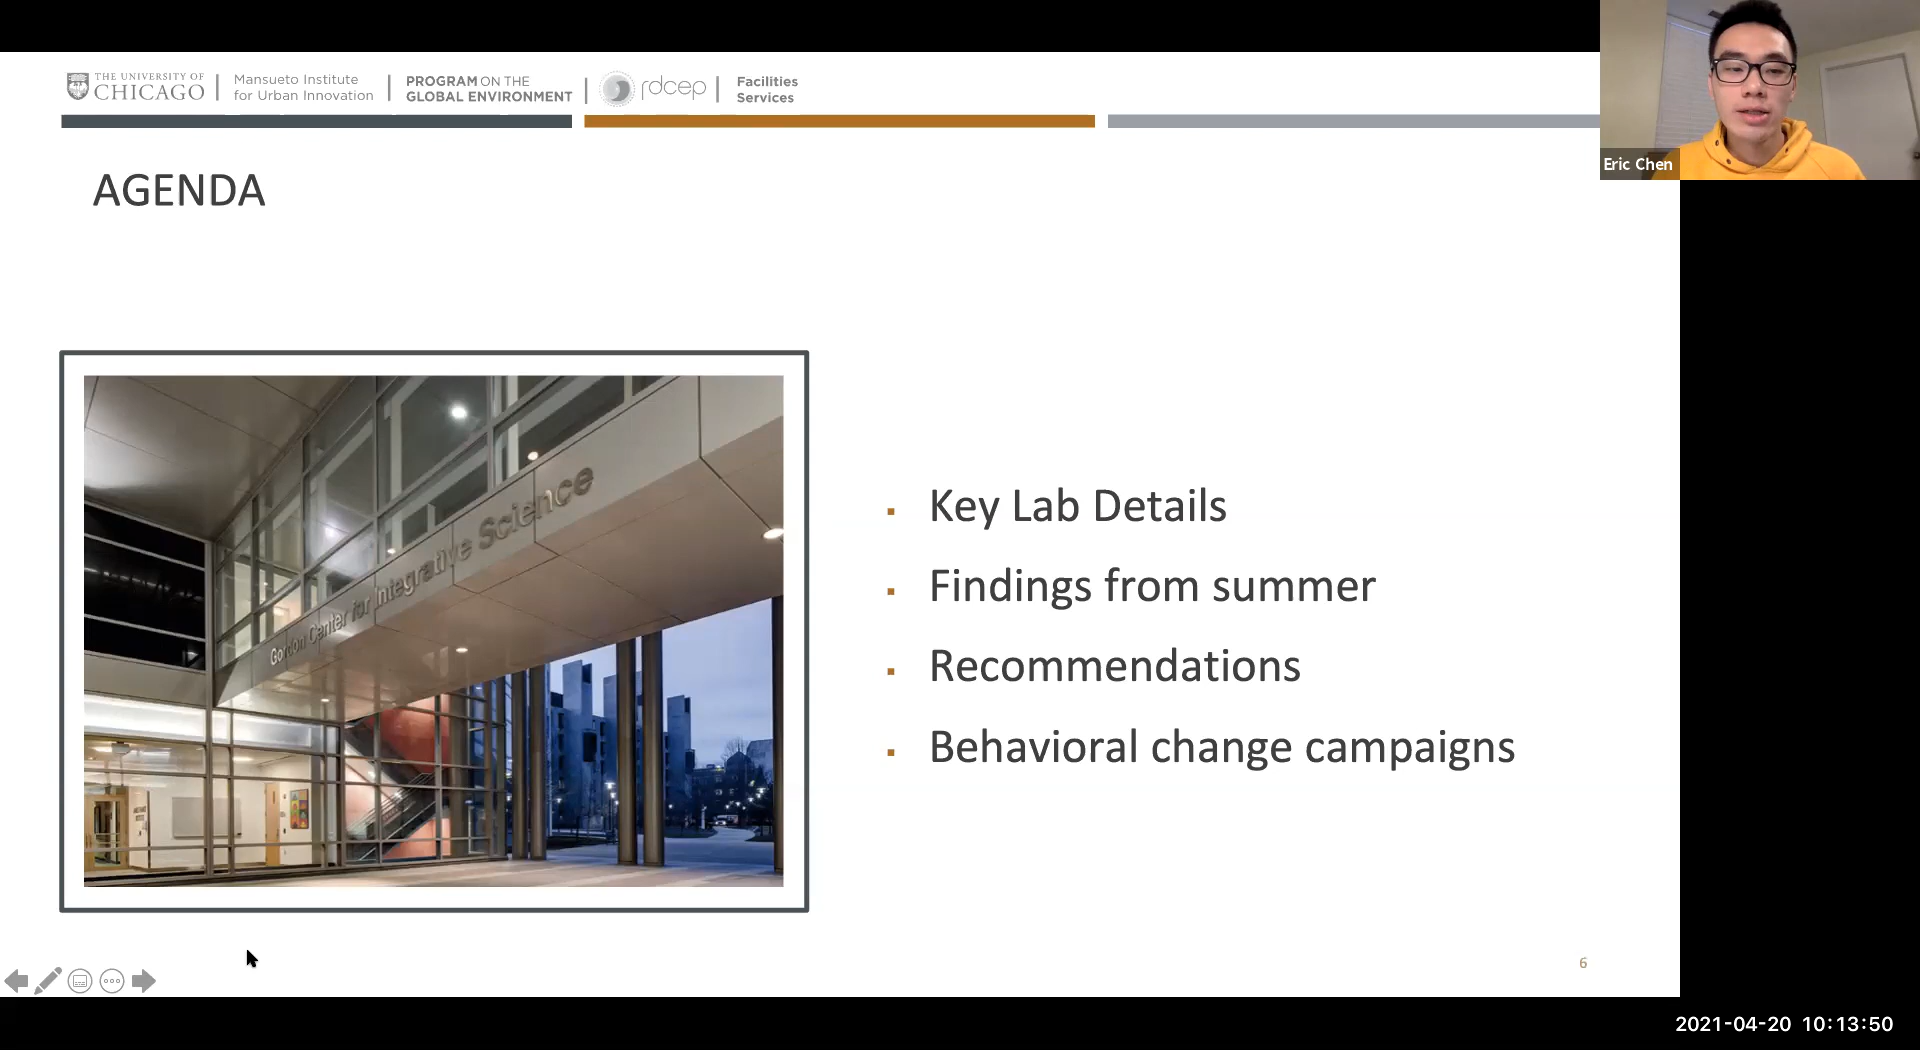 THE UNIVERSITY OF
CHICAGO
Mansueto Institute
for Urban Innovation
PROGRAM ON THE
GLOBAL ENVIRONMENT
rdcep
Facilities
Services
Eric Chen
AGENDA
Gordon Center for Integrative Science
Key Lab Details
Findings from summer
Recommendations
Behavioral change campaigns
6
2021-04-20 10:13:50